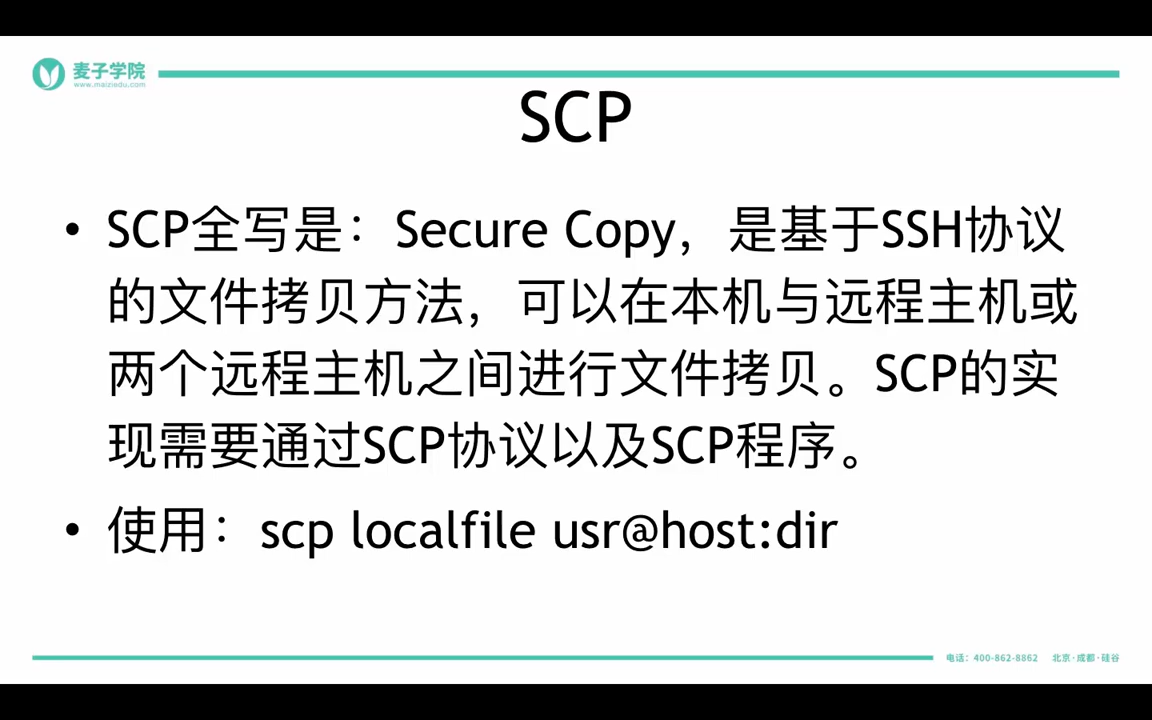 麦子学院
www.maiziedu.com
SCP
• SCP全写是：Secure Copy，是基于SSH协议
的文件拷贝方法，可以在本机与远程主机或
两个远程主机之间进行文件拷贝。SCP的实
现需要通过SCP协议以及SCP程序。
• 使用：scp localfile usr@host:dir
电话：400-862-8862 北京·成都·硅谷